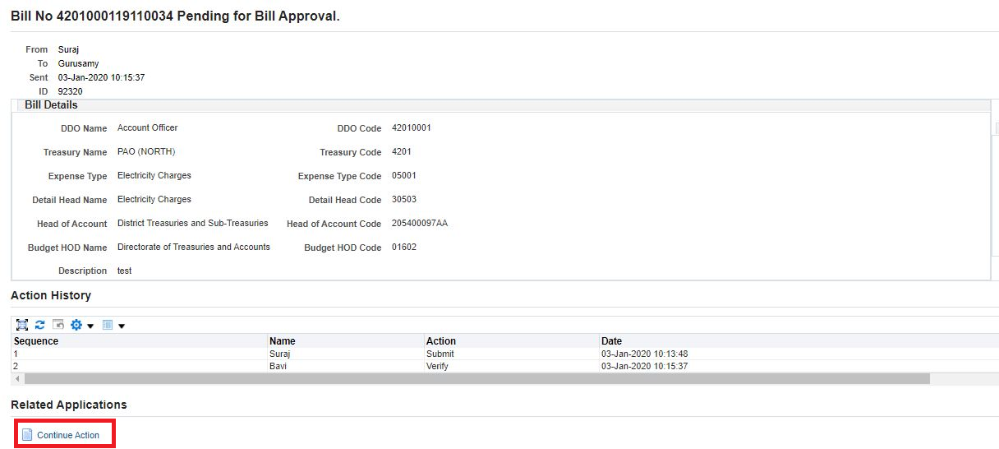 Bill No 4201000119110034 Pending for Bill Approval.
From Suraj
To Gurusamy
Sent 03-Jan-2020 10:15:37
ID 92320
Bill Details
DDO Name Account Officer DDO Code 42010001
Treasury Name PAO (NORTH) Treasury Code 4201
Expense Type Electricity Charges Expense Type Code 05001
Detail Head Name Electricity Charges Detail Head Code 30503
Head of Account District Treasuries and Sub-Treasuries Head of Account Code 205400097AA
Budget HOD Name Directorate of Treasuries and Accounts Budget HOD Code 01602
Description test
Action History
Sequence Name Action Date
1 Suraj Submit 03-Jan-2020 10:13:48
2 Bavi Verify 03-Jan-2020 10:15:37
Related Applications
Continue Action